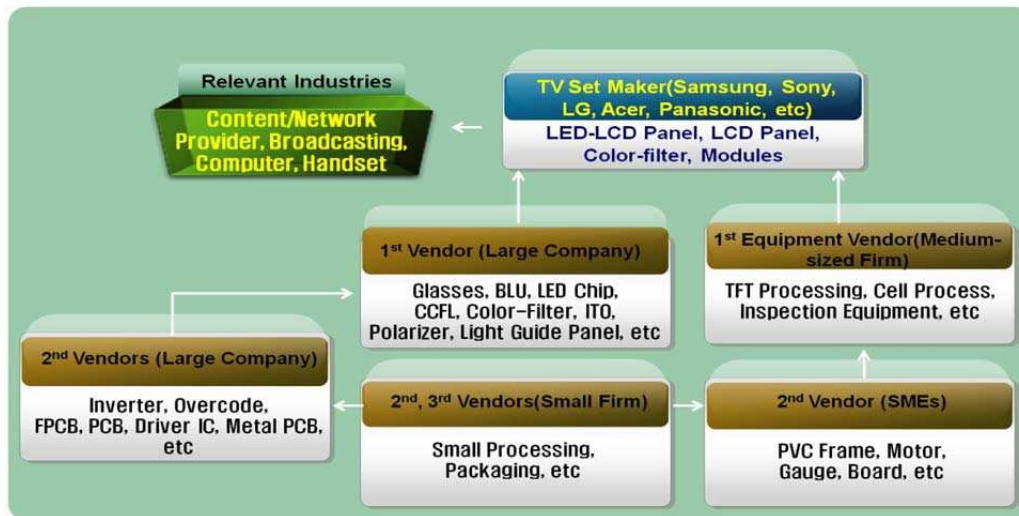 Relevant Industries
Content/Network
Provider, Broadcasting,
Computer, Handset
TV Set Maker(Samsung, Sony,
LG, Acer, Panasonic, etc)
LED-LCD Panel, LCD Panel,
Color-filter, Modules
1st Vendor (Large Company)
Glasses, BLU, LED Chip,
CCFL, Color-Filter, ITO,
Polarizer, Light Guide Panel, etc
1st Equipment Vendor(Medium-
sized Firm)
TFT Processing, Cell Process,
Inspection Equipment, etc
2nd Vendors (Large Company)
Inverter, Overcode,
FPCB, PCB, Driver IC, Metal PCB,
etc
2nd, 3rd Vendors(Small Firm)
Small Processing,
Packaging, etc
2nd Vendor (SMEs)
PVC Frame, Motor,
Gauge, Board, etc